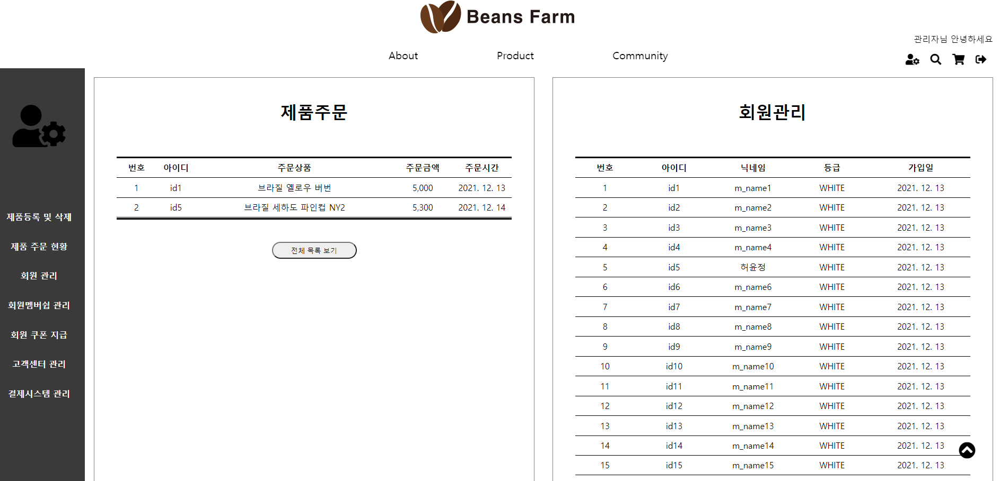 Beans Farm
관리자님 안녕하세요
About Product Community
제품등록 및 삭제
제품 주문 현황
회원 관리
회원멤버쉽 관리
회원 쿠폰 지급
고객센터 관리
결제시스템 관리
제품주문
번호 아이디 주문상품 주문금액 주문시간
1 id1 브라질 옐로우 버번 5,000 2021. 12. 13
2 id5 브라질 세하도 파인컵 NY2 5,300 2021. 12. 14
전체 목록 보기
회원관리
번호 아이디 닉네임 등급 가입일
1 id1 m_name1 WHITE 2021. 12. 13
2 id2 m_name2 WHITE 2021. 12. 13
3 id3 m_name3 WHITE 2021. 12. 13
4 id4 m_name4 WHITE 2021. 12. 13
5 id5 허윤정 WHITE 2021. 12. 13
6 id6 m_name6 WHITE 2021. 12. 13
7 id7 m_name7 WHITE 2021. 12. 13
8 id8 m_name8 WHITE 2021. 12. 13
9 id9 m_name9 WHITE 2021. 12. 13
10 id10 m_name10 WHITE 2021. 12. 13
11 id11 m_name11 WHITE 2021. 12. 13
12 id12 m_name12 WHITE 2021. 12. 13
13 id13 m_name13 WHITE 2021. 12. 13
14 id14 m_name14 WHITE 2021. 12. 13
15 id15 m_name15 WHITE 2021. 12. 13